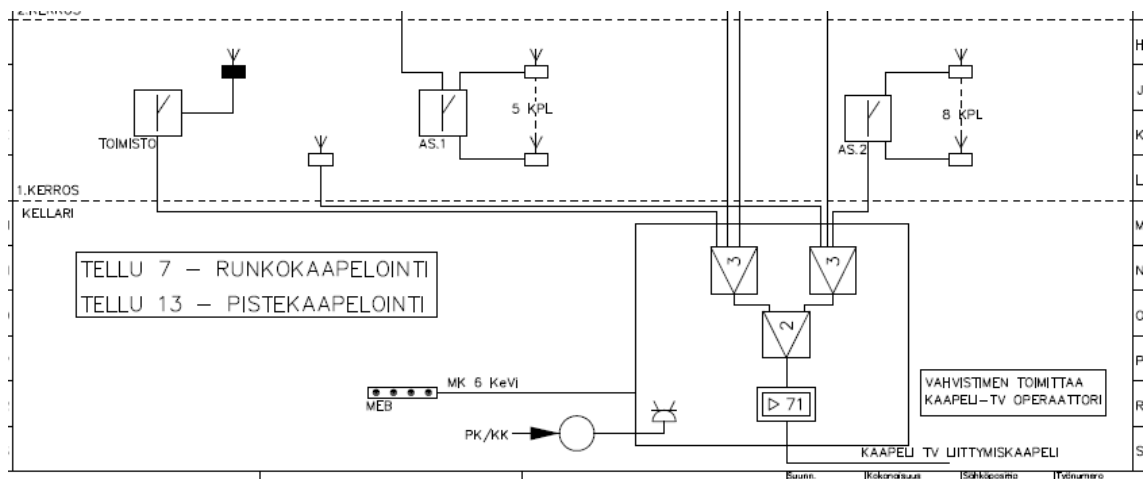 2.KERROS
H
J
5 KPL
8 KPL
K
TOIMISTO
AS.1
AS.2
L
1.KERROS
KELLARI
M
TELLU 7 – RUNKOKAAPELOINTI
3
3
N
TELLU 13 – PISTEKAAPELOINTI
O
2
P
MK 6 KeVi
VAHVISTIMEN TOIMITTAA
KAAPELI-TV OPERAATTORI
MEB
71
R
PK/KK
KAAPELI TV LIITTYMISKAAPELI
S
Suunn.
Kokonaisuus
Sähköpositio
Työnumero